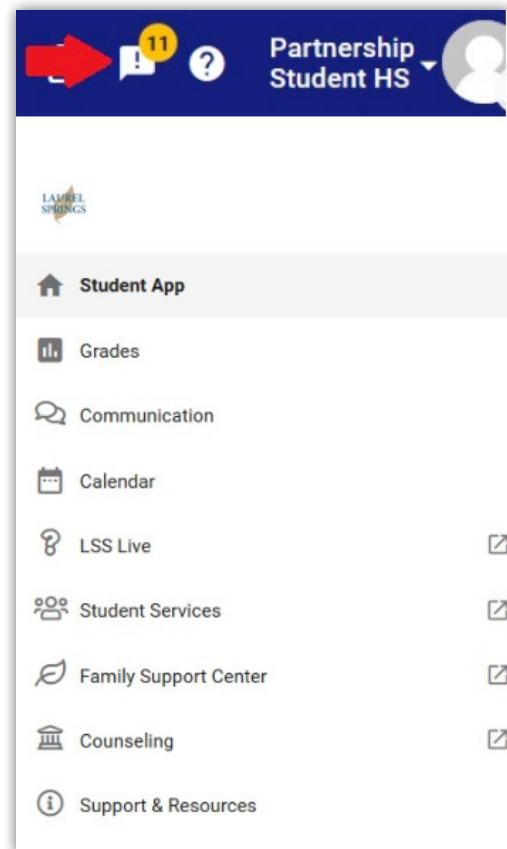 11
!
?
Partnership
Student HS
LAUREL
SPRINGS
Student App
Grades
Communication
Calendar
LSS Live
Student Services
Family Support Center
Counseling
Support & Resources